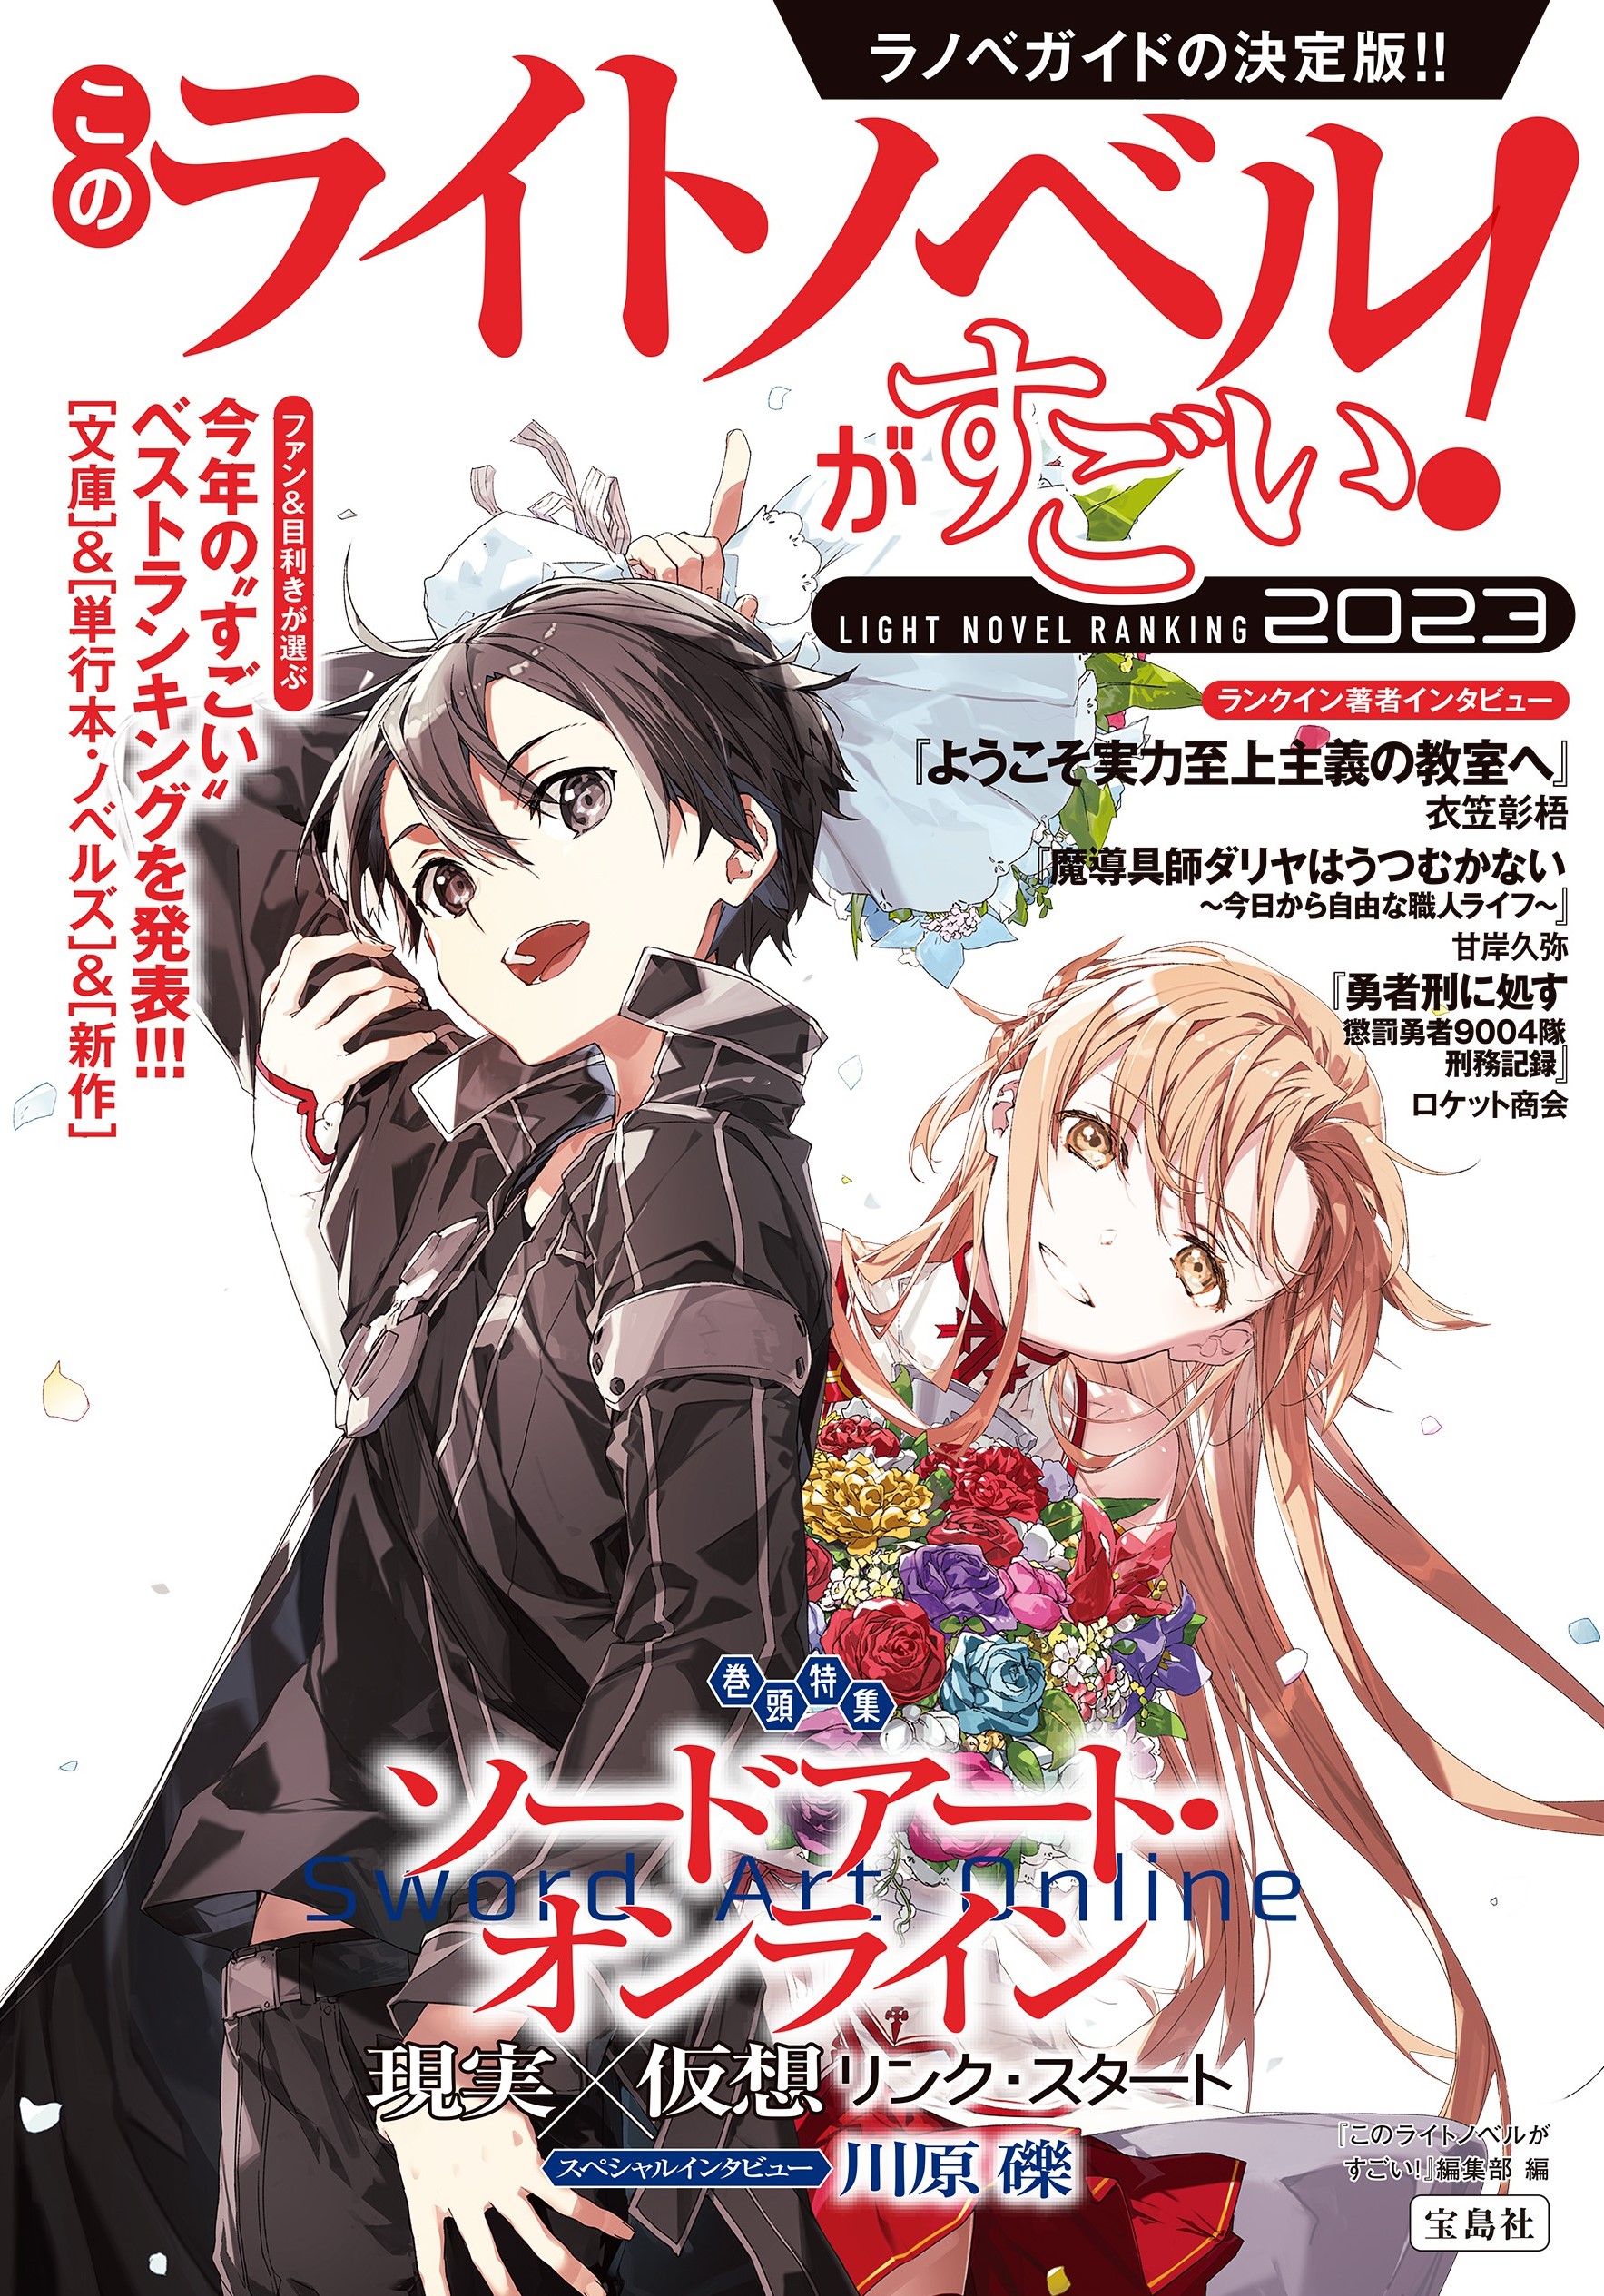 ラノベガイドの決定版!!
この
ライトノベル!
がすごい
LIGHT NOVEL RANKING 2023
ファン&目利きが選ぶ
今年の"すごい"
ベストランキングを発表!!!
[文庫]&[単行本・ノベルズ]&[新作]
ランクイン著者インタビュー
『ようこそ実力至上主義の教室へ』
衣笠彰梧
『魔導具師ダリヤはうつむかない
～今日から自由な職人ライフ～』
甘岸久弥
『勇者刑に処す
懲罰勇者9004隊
刑務記録』
ロケット商会
巻頭特集
ソードアート・
Sword Art Online
オンライン
現実×仮想リンク・スタート
スペシャルインタビュー 川原 礫
『このライトノベルが
すごい!』編集部 編
宝島社